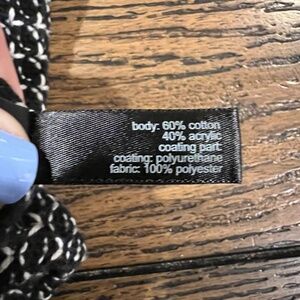 body: 60% cotton
40% acrylic
coating part:
coating: polyurethane
fabric: 100% polyester